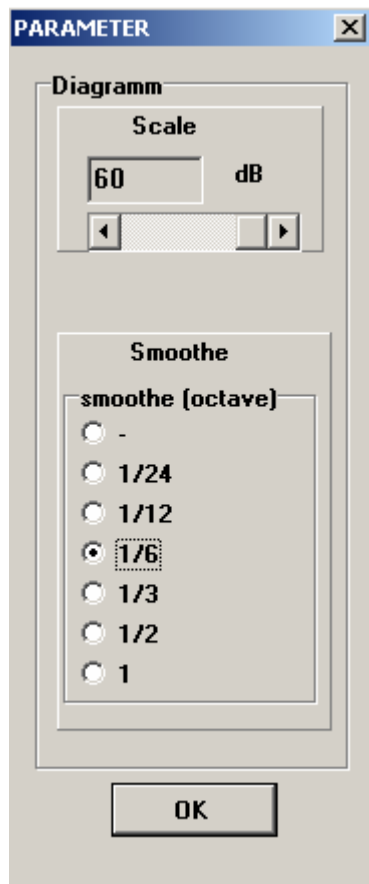 PARAMETER
Diagramm
Scale
60 dB
Smoothe
smoothe (octave)
-
1/24
1/12
1/6
1/3
1/2
1
OK